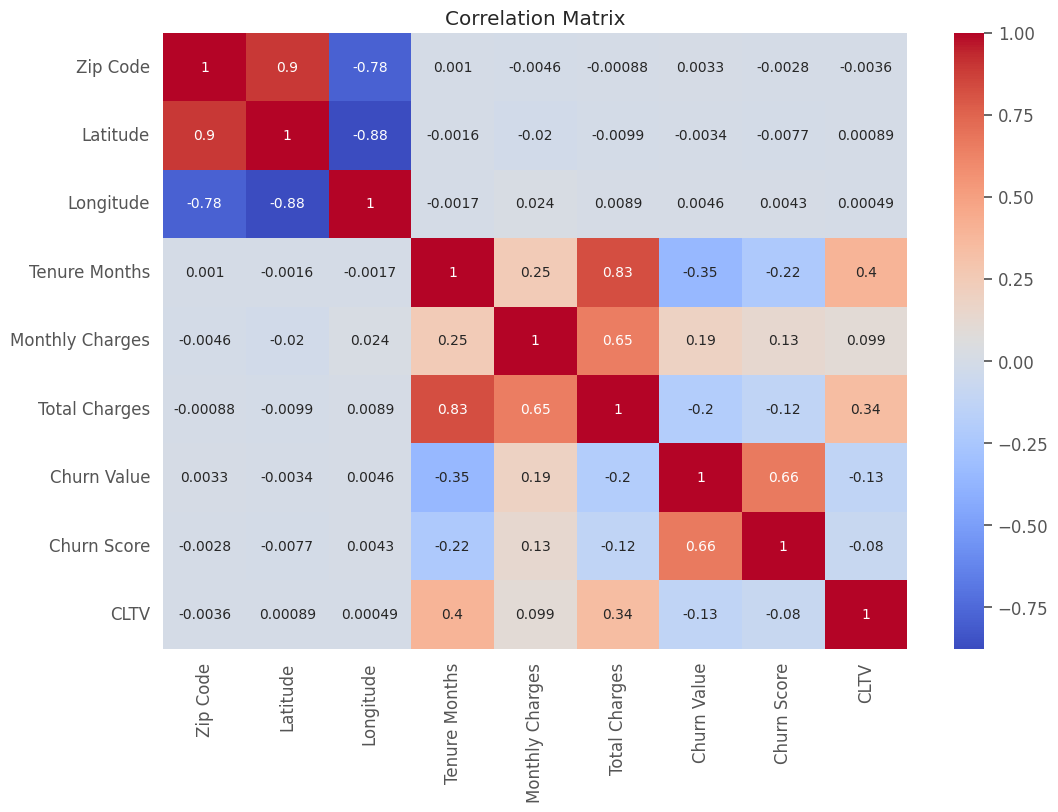 Correlation Matrix
Zip Code 1 0.9 -0.78 0.001 -0.0046 -0.00088 0.0033 -0.0028 -0.0036
Latitude 0.9 1 -0.88 -0.0016 -0.02 -0.0099 -0.0034 -0.0077 0.00089
Longitude -0.78 -0.88 1 -0.0017 0.024 0.0089 0.0046 0.0043 0.00049
Tenure Months 0.001 -0.0016 -0.0017 1 0.25 0.83 -0.35 -0.22 0.4
Monthly Charges -0.0046 -0.02 0.024 0.25 1 0.65 0.19 0.13 0.099
Total Charges -0.00088 -0.0099 0.0089 0.83 0.65 1 -0.2 -0.12 0.34
Churn Value 0.0033 -0.0034 0.0046 -0.35 0.19 -0.2 1 0.66 -0.13
Churn Score -0.0028 -0.0077 0.0043 -0.22 0.13 -0.12 0.66 1 -0.08
CLTV -0.0036 0.00089 0.00049 0.4 0.099 0.34 -0.13 -0.08 1
Zip Code
Latitude
Longitude
Tenure Months
Monthly Charges
Total Charges
Churn Value
Churn Score
CLTV
1.00
0.75
0.50
0.25
0.00
−0.25
−0.50
−0.75